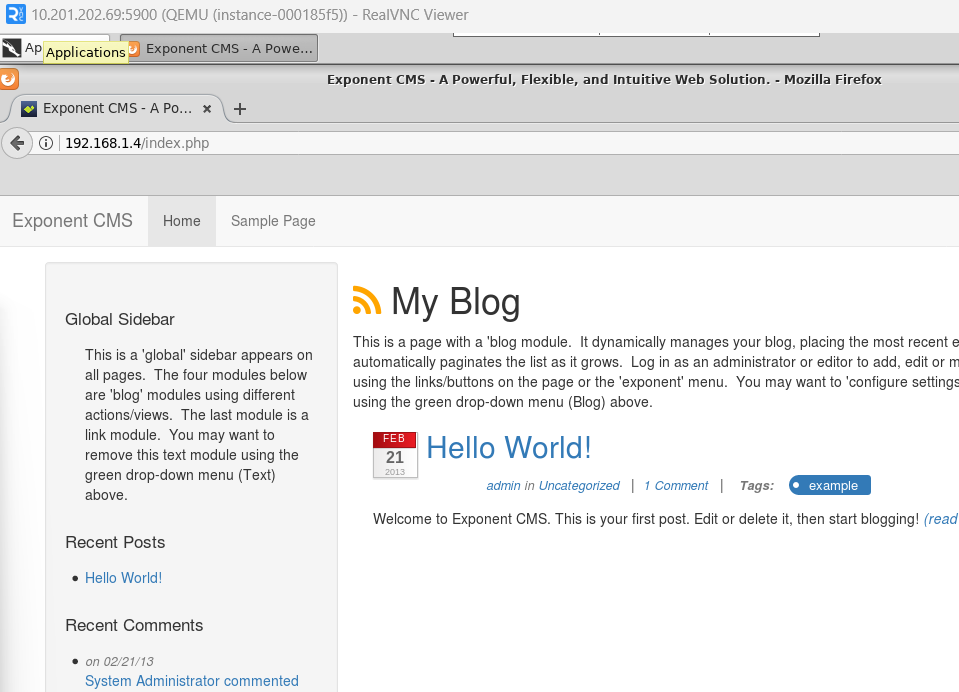 10.201.202.69:5900 (QEMU (instance-000185f5)) - RealVNC Viewer
Ap
Applications
Exponent CMS - A Powe...
Exponent CMS - A Powerful, Flexible, and Intuitive Web Solution. - Mozilla Firefox
Exponent CMS - A Po... × +
192.168.1.4/index.php
Exponent CMS Home Sample Page
Global Sidebar
This is a 'global' sidebar appears on
all pages. The four modules below
are 'blog' modules using different
actions/views. The last module is a
link module. You may want to
remove this text module using the
green drop-down menu (Text)
above.
Recent Posts
Hello World!
Recent Comments
on 02/21/13
System Administrator commented
My Blog
This is a page with a 'blog module. It dynamically manages your blog, placing the most recent e
automatically paginates the list as it grows. Log in as an administrator or editor to add, edit or m
using the links/buttons on the page or the 'exponent' menu. You may want to 'configure settings
using the green drop-down menu (Blog) above.
FEB
21
2013
Hello World!
admin in Uncategorized | 1 Comment | Tags: example
Welcome to Exponent CMS. This is your first post. Edit or delete it, then start blogging! (read